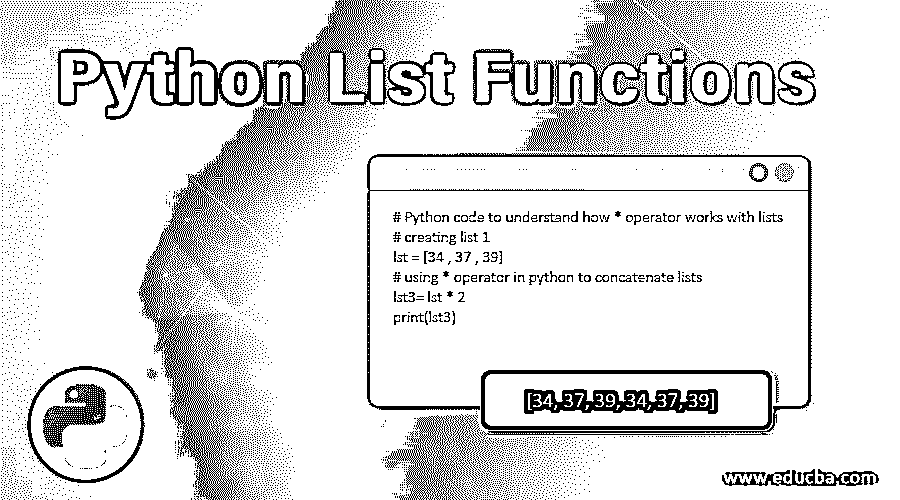 Python List Functions
# Python code to understand how * operator works with lists
# creating list 1
lst = [34 , 37 , 39]
# using * operator in python to concatenate lists
lst3= lst * 2
print(lst3)
[34, 37, 39, 34, 37, 39]
www.educba.com